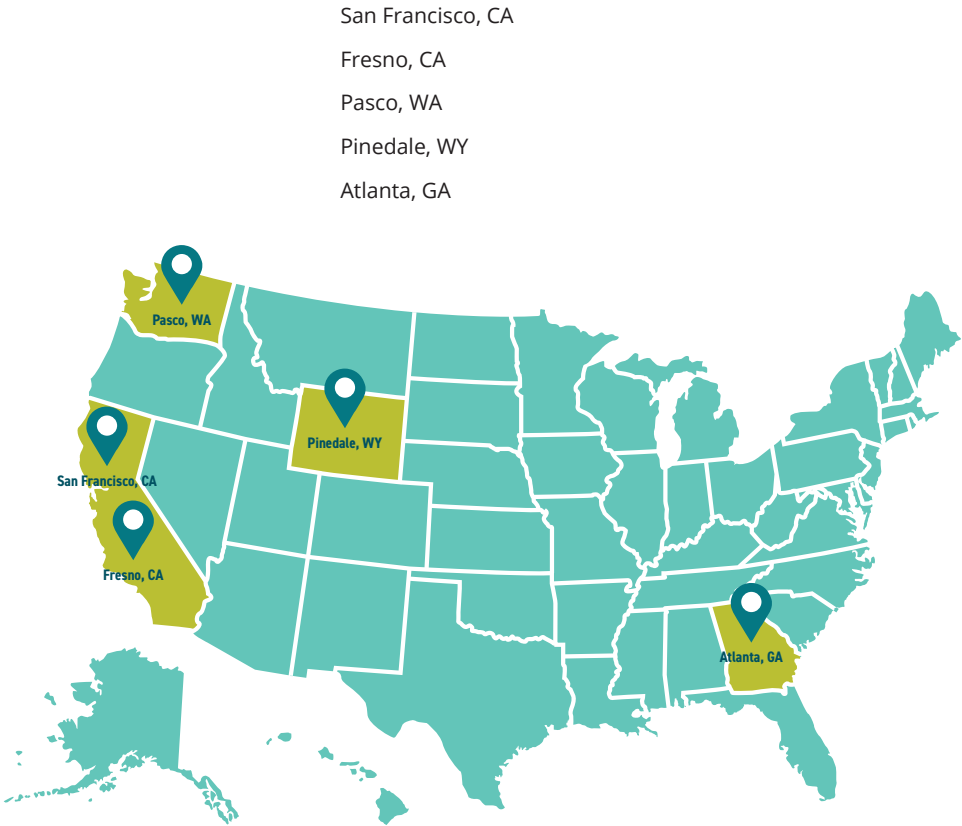 San Francisco, CA
Fresno, CA
Pasco, WA
Pinedale, WY
Atlanta, GA
Pasco, WA
Pinedale, WY
San Francisco, CA
Fresno, CA
Atlanta, GA